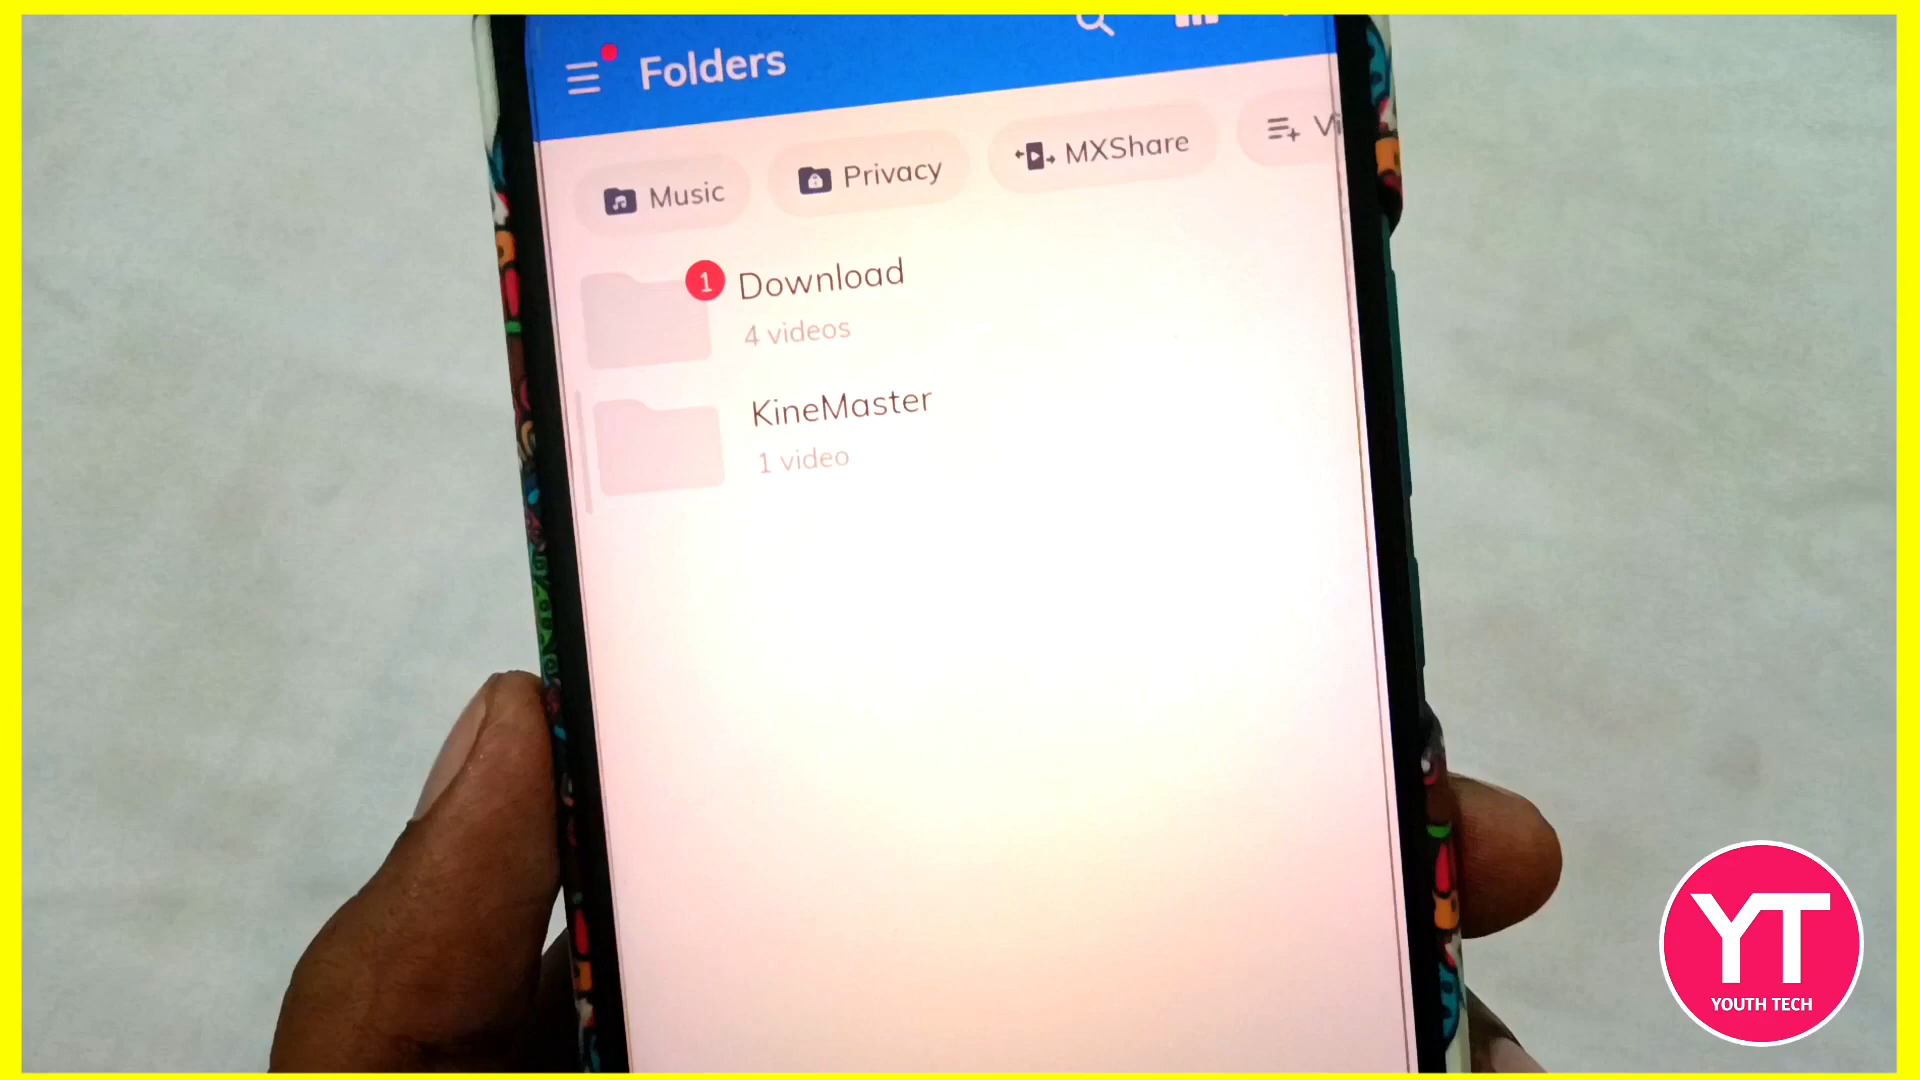 Folders
Music
Privacy
MXShare
1
Download
4 videos
KineMaster
1 video
YT
YOUTH TECH